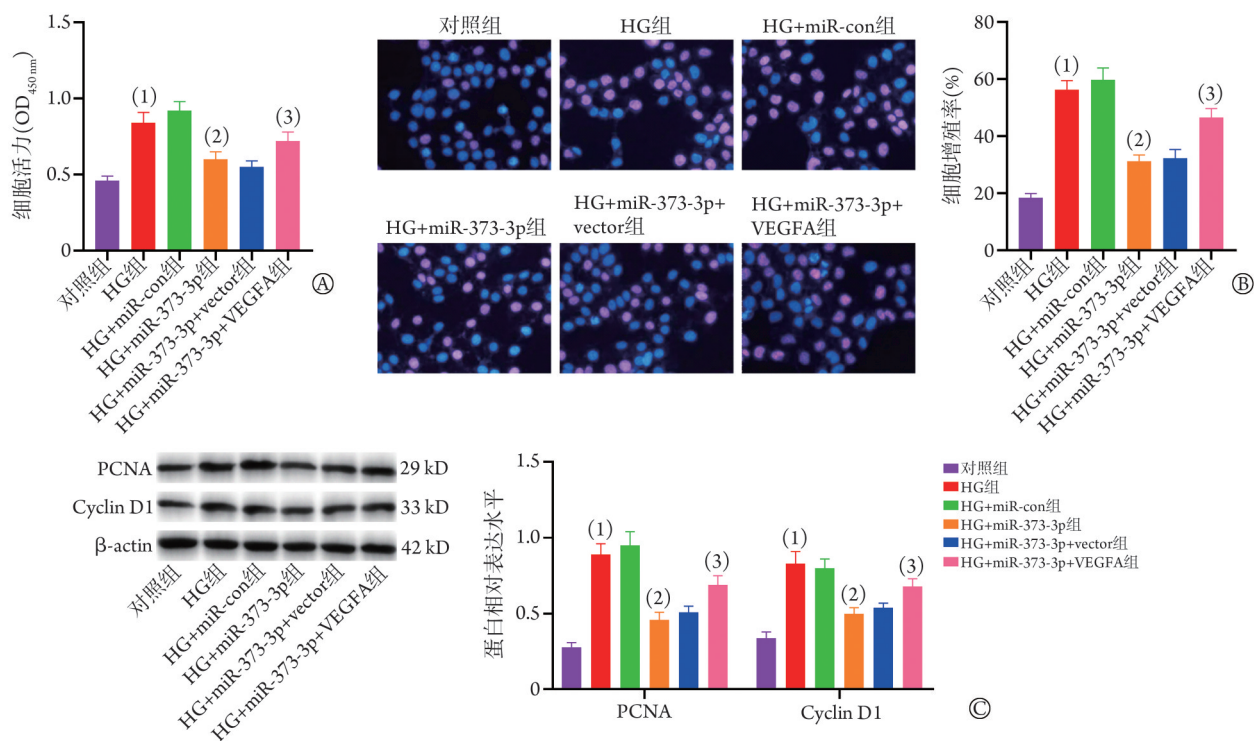 1.5
1.0
0.5
0
细胞活力(OD450 nm)
(1)
(2)
(3)
对照组
HG组
HG+miR-con组
HG+miR-373-3p组
HG+miR-373-3p+vector组
HG+miR-373-3p+VEGFA组
Ⓐ
对照组
HG组
HG+miR-con组
HG+miR-373-3p组
HG+miR-373-3p+
vector组
HG+miR-373-3p+
VEGFA组
80
60
40
20
0
细胞增殖率(%)
(1)
(2)
(3)
对照组
HG组
HG+miR-con组
HG+miR-373-3p组
HG+miR-373-3p+vector组
HG+miR-373-3p+VEGFA组
Ⓑ
PCNA
29 kD
Cyclin D1
33 kD
β-actin
42 kD
对照组
HG组
HG+miR-con组
HG+miR-373-3p组
HG+miR-373-3p+vector组
HG+miR-373-3p+VEGFA组
1.5
1.0
0.5
0
蛋白相对表达水平
(1)
(2)
(3)
(1)
(2)
(3)
PCNA
Cyclin D1
对照组
HG组
HG+miR-con组
HG+miR-373-3p组
HG+miR-373-3p+vector组
HG+miR-373-3p+VEGFA组
Ⓒ